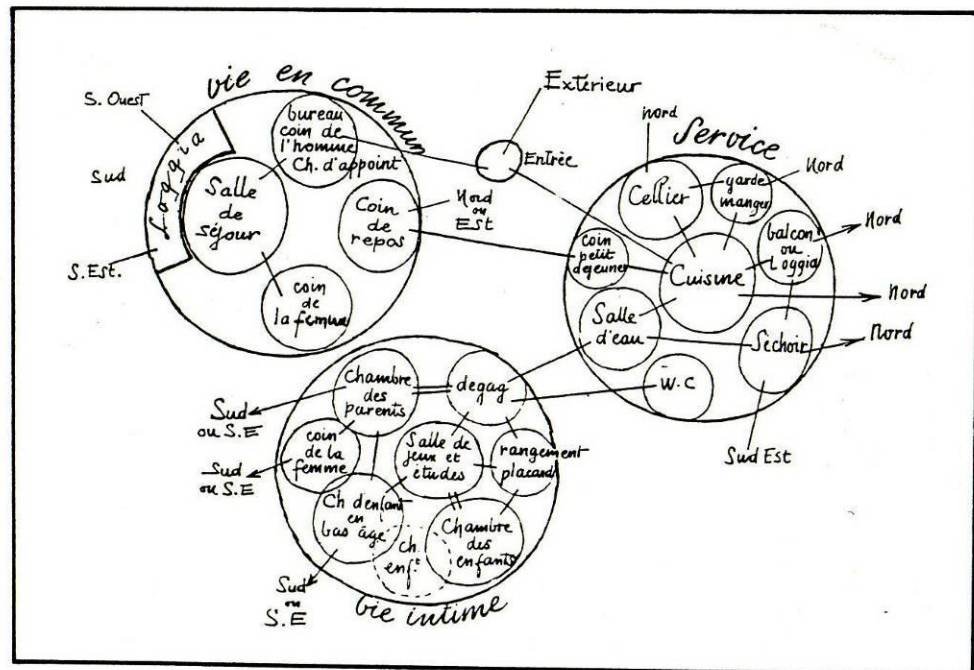 vie en commun
S. Ouest
Sud
S. Est.
Loggia
Salle
de
séjour
bureau
coin de
l'homme
Ch. d'appoint
Coin
de
repos
Nord
ou
Est
coin
de
la femme
Extérieur
Entrée
Service
nord
Cellier
garde
manger
Nord
balcon
ou
Loggia
Nord
coin
petit
dejeuner
Cuisine
Nord
Salle
d'eau
Séchoir
Nord
W.C
Sud Est
Chambre
des
parents
degag
Sud
ou S.E
coin
de la
femme
Salle de
jeux et
études
rangement
placard
Sud
ou S.E
Ch d'enfant
en
bas âge
ch.
enft
Chambre
des
enfants
Sud
ou
S.E
vie intime